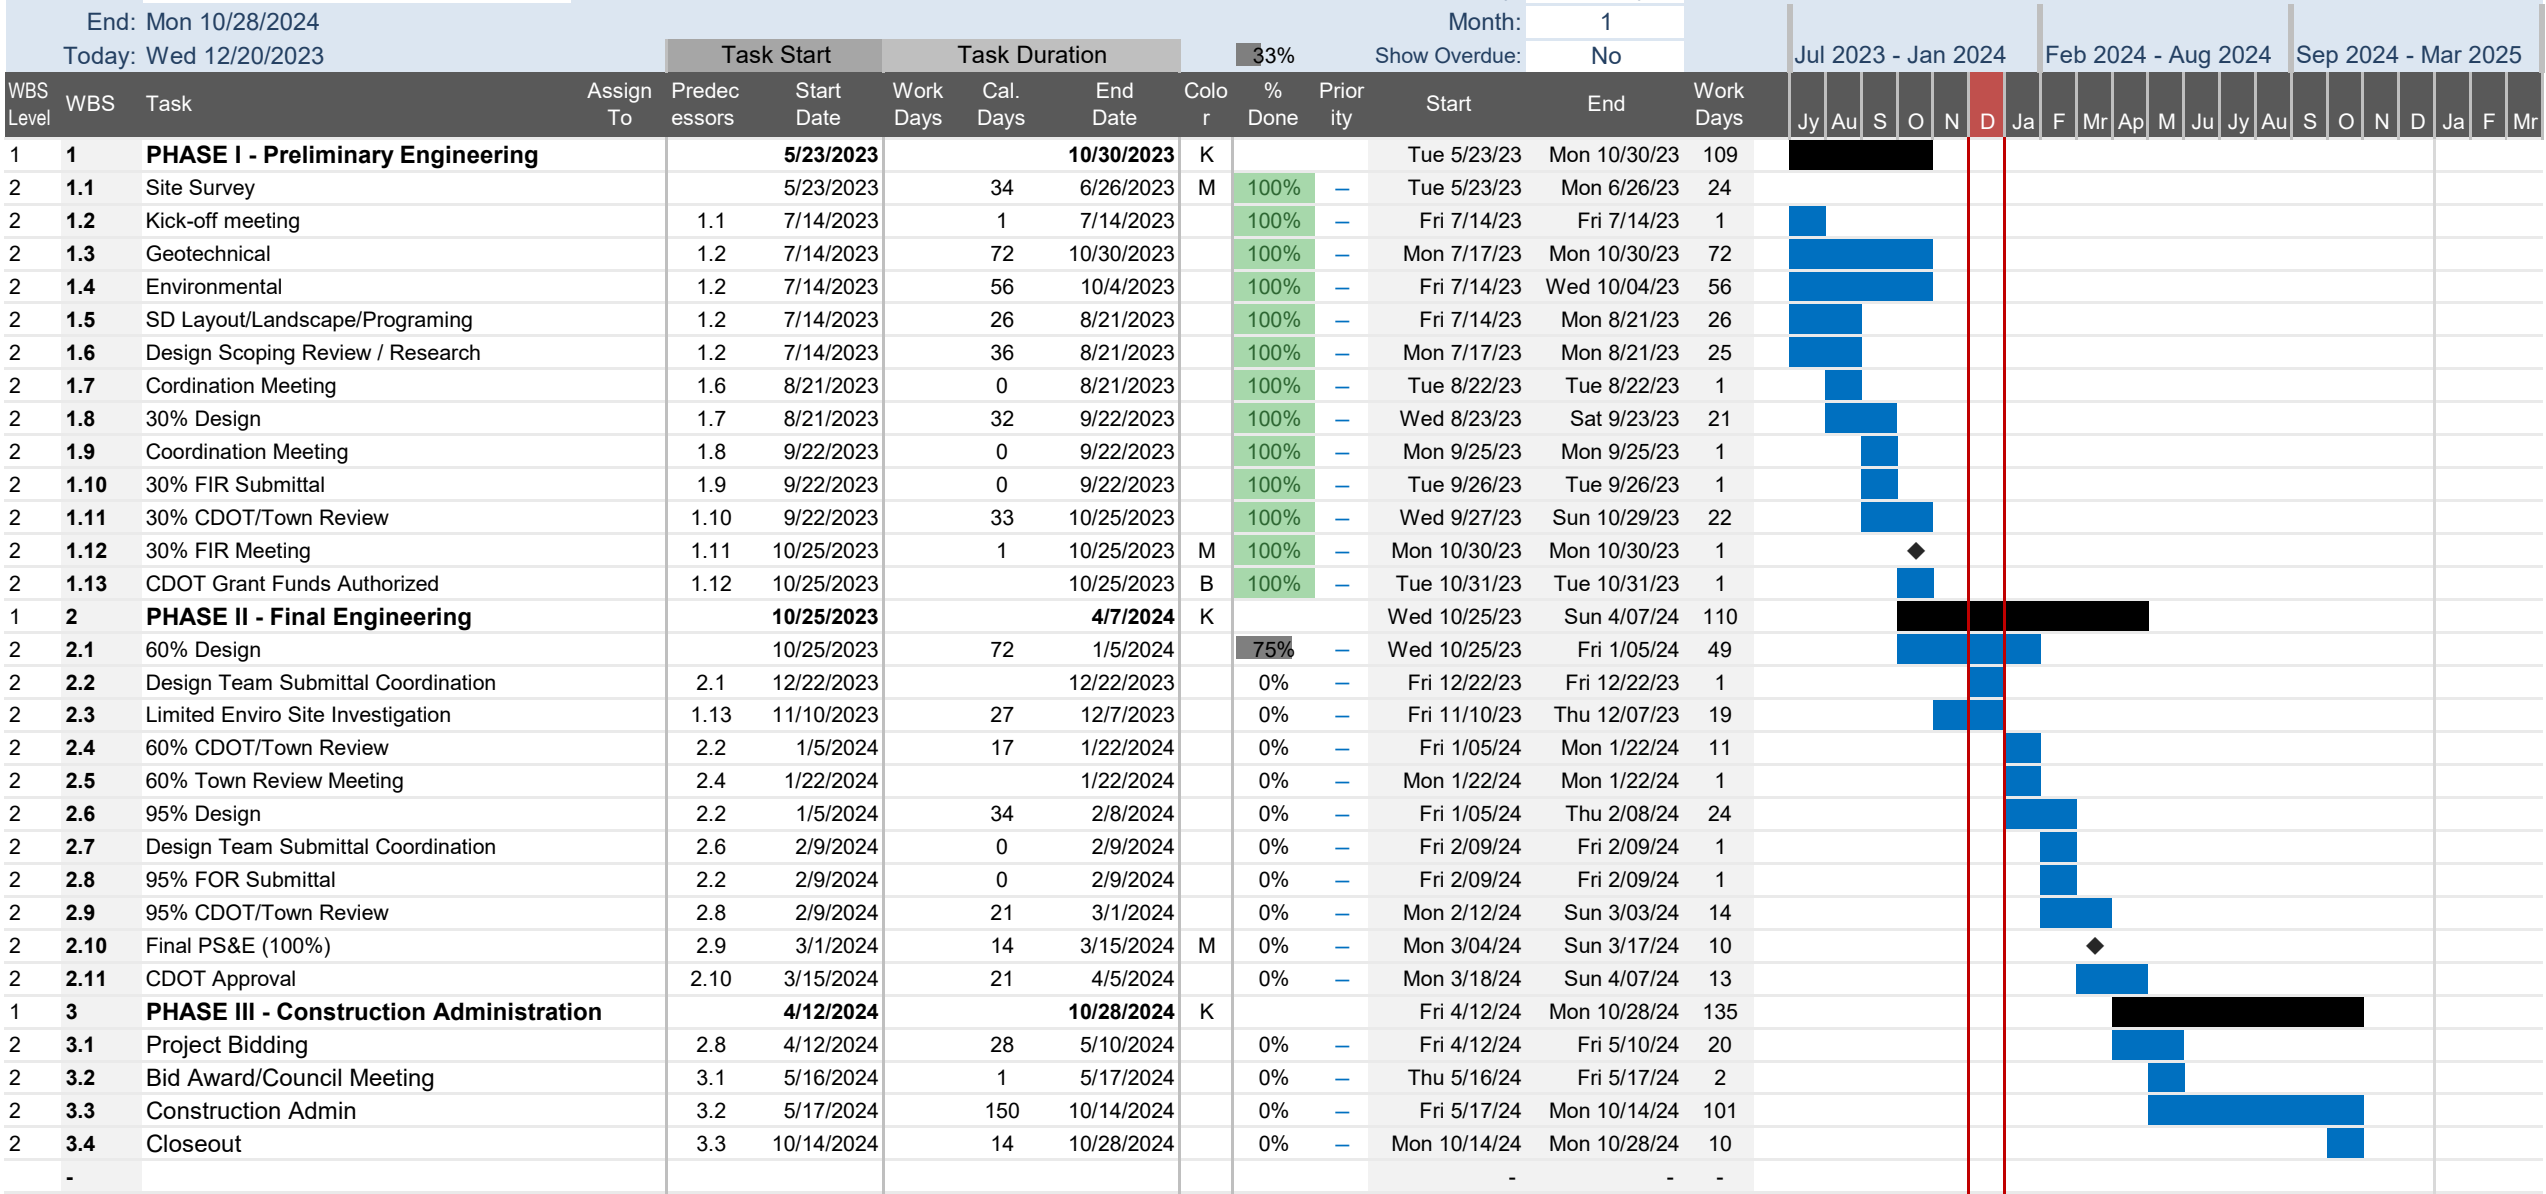 End: Mon 10/28/2024 Month: 1
Today: Wed 12/20/2023 Task Start Task Duration 33% Show Overdue: No Jul 2023 - Jan 2024 Feb 2024 - Aug 2024 Sep 2024 - Mar 2025
WBS Level WBS Task Assign To Predec essors Start Date Work Days Cal. Days End Date Colo r % Done Prior ity Start End Work Days Jy Au S O N D Ja F Mr Ap M Ju Jy Au S O N D Ja F Mr
1 1 PHASE I - Preliminary Engineering 5/23/2023 10/30/2023 K Tue 5/23/23 Mon 10/30/23 109
2 1.1 Site Survey 5/23/2023 34 6/26/2023 M 100% – Tue 5/23/23 Mon 6/26/23 24
2 1.2 Kick-off meeting 1.1 7/14/2023 1 7/14/2023 100% – Fri 7/14/23 Fri 7/14/23 1
2 1.3 Geotechnical 1.2 7/14/2023 72 10/30/2023 100% – Mon 7/17/23 Mon 10/30/23 72
2 1.4 Environmental 1.2 7/14/2023 56 10/4/2023 100% – Fri 7/14/23 Wed 10/04/23 56
2 1.5 SD Layout/Landscape/Programing 1.2 7/14/2023 26 8/21/2023 100% – Fri 7/14/23 Mon 8/21/23 26
2 1.6 Design Scoping Review / Research 1.2 7/14/2023 36 8/21/2023 100% – Mon 7/17/23 Mon 8/21/23 25
2 1.7 Cordination Meeting 1.6 8/21/2023 0 8/21/2023 100% – Tue 8/22/23 Tue 8/22/23 1
2 1.8 30% Design 1.7 8/21/2023 32 9/22/2023 100% – Wed 8/23/23 Sat 9/23/23 21
2 1.9 Coordination Meeting 1.8 9/22/2023 0 9/22/2023 100% – Mon 9/25/23 Mon 9/25/23 1
2 1.10 30% FIR Submittal 1.9 9/22/2023 0 9/22/2023 100% – Tue 9/26/23 Tue 9/26/23 1
2 1.11 30% CDOT/Town Review 1.10 9/22/2023 33 10/25/2023 100% – Wed 9/27/23 Sun 10/29/23 22
2 1.12 30% FIR Meeting 1.11 10/25/2023 1 10/25/2023 M 100% – Mon 10/30/23 Mon 10/30/23 1
2 1.13 CDOT Grant Funds Authorized 1.12 10/25/2023 10/25/2023 B 100% – Tue 10/31/23 Tue 10/31/23 1
1 2 PHASE II - Final Engineering 10/25/2023 4/7/2024 K Wed 10/25/23 Sun 4/07/24 110
2 2.1 60% Design 10/25/2023 72 1/5/2024 75% – Wed 10/25/23 Fri 1/05/24 49
2 2.2 Design Team Submittal Coordination 2.1 12/22/2023 12/22/2023 0% – Fri 12/22/23 Fri 12/22/23 1
2 2.3 Limited Enviro Site Investigation 1.13 11/10/2023 27 12/7/2023 0% – Fri 11/10/23 Thu 12/07/23 19
2 2.4 60% CDOT/Town Review 2.2 1/5/2024 17 1/22/2024 0% – Fri 1/05/24 Mon 1/22/24 11
2 2.5 60% Town Review Meeting 2.4 1/22/2024 1/22/2024 0% – Mon 1/22/24 Mon 1/22/24 1
2 2.6 95% Design 2.2 1/5/2024 34 2/8/2024 0% – Fri 1/05/24 Thu 2/08/24 24
2 2.7 Design Team Submittal Coordination 2.6 2/9/2024 0 2/9/2024 0% – Fri 2/09/24 Fri 2/09/24 1
2 2.8 95% FOR Submittal 2.2 2/9/2024 0 2/9/2024 0% – Fri 2/09/24 Fri 2/09/24 1
2 2.9 95% CDOT/Town Review 2.8 2/9/2024 21 3/1/2024 0% – Mon 2/12/24 Sun 3/03/24 14
2 2.10 Final PS&E (100%) 2.9 3/1/2024 14 3/15/2024 M 0% – Mon 3/04/24 Sun 3/17/24 10
2 2.11 CDOT Approval 2.10 3/15/2024 21 4/5/2024 0% – Mon 3/18/24 Sun 4/07/24 13
1 3 PHASE III - Construction Administration 4/12/2024 10/28/2024 K Fri 4/12/24 Mon 10/28/24 135
2 3.1 Project Bidding 2.8 4/12/2024 28 5/10/2024 0% – Fri 4/12/24 Fri 5/10/24 20
2 3.2 Bid Award/Council Meeting 3.1 5/16/2024 1 5/17/2024 0% – Thu 5/16/24 Fri 5/17/24 2
2 3.3 Construction Admin 3.2 5/17/2024 150 10/14/2024 0% – Fri 5/17/24 Mon 10/14/24 101
2 3.4 Closeout 3.3 10/14/2024 14 10/28/2024 0% – Mon 10/14/24 Mon 10/28/24 10
- - - -